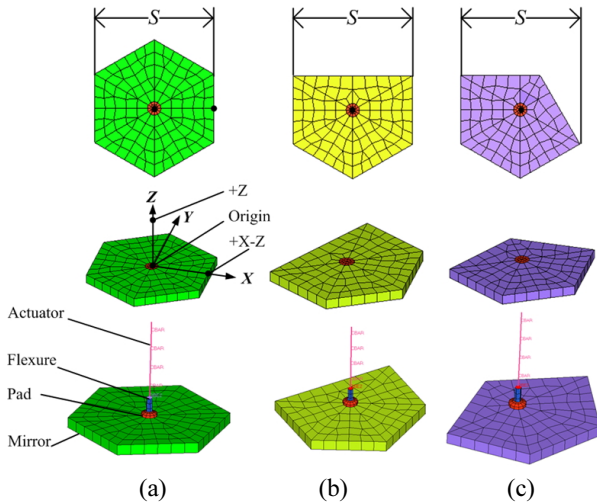 S S S
Z
+Z
Y
Origin
+X-Z
X
Actuator
Flexure
Pad
Mirror
(a) (b) (c)